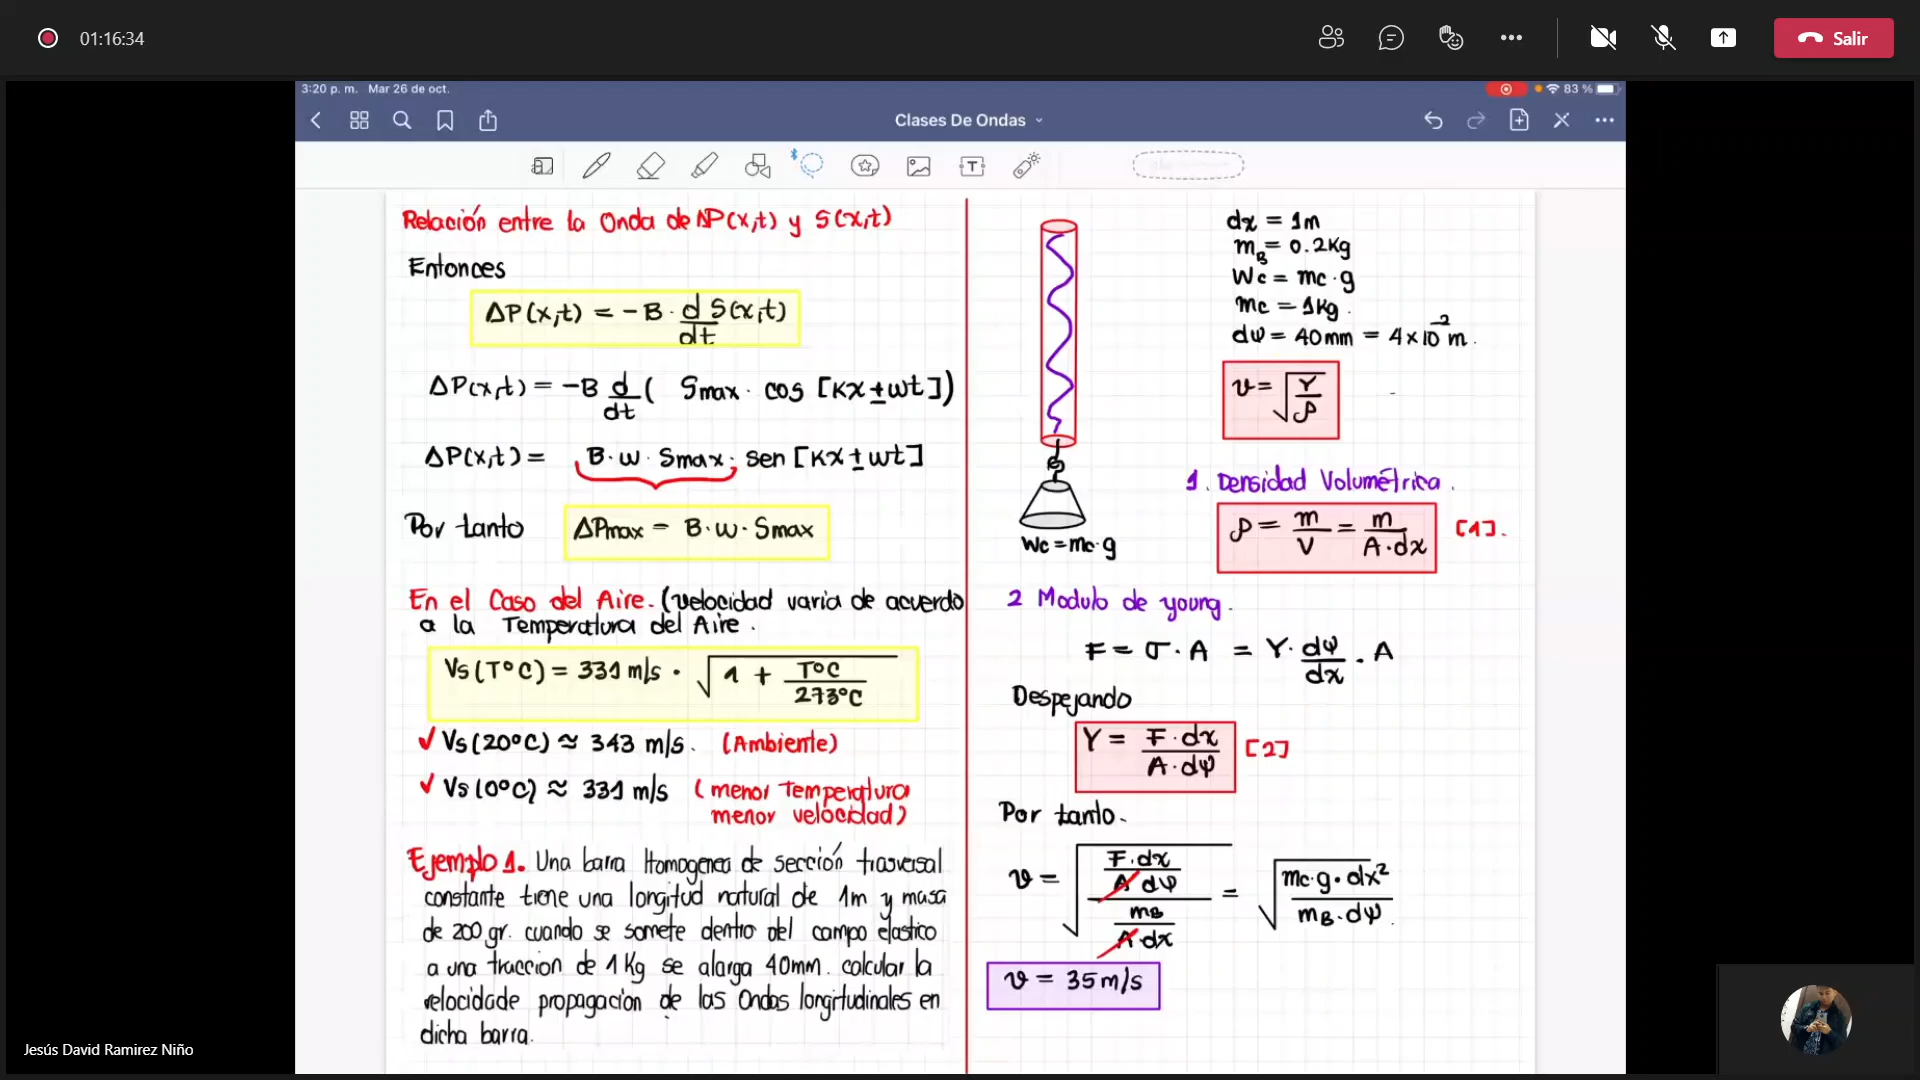 01:16:34
Salir
3:20 p. m. Mar 26 de oct.
83 %
Clases De Ondas
Relación entre la Onda de ΔP(x,t) y S(x,t)
Entonces
ΔP(x,t) = -B · d/dt S(x,t)
ΔP(x,t) = -B d/dt ( Smax · cos [kx ± wt])
ΔP(x,t) = B·w·Smax · sen [kx ± wt]
Por tanto ΔPmax = B·w·Smax
En el Caso del Aire. (velocidad varia de acuerdo
a la Temperatura del Aire.
Vs (T°C) = 331 m/s · √(1 + T°C/273°C)
✓ Vs (20°C) ≈ 343 m/s. (Ambiente)
✓ Vs (0°C) ≈ 331 m/s (menor Temperatura
menor velocidad)
Ejemplo 1. Una barra Homogenea de sección trasversal
constante tiene una longitud natural de 1m y masa
de 200 gr. cuando se somete dentro del campo elastico
a una traccion de 1 Kg se alarga 40mm. calcular la
velocidade propagacion de las Ondas longitudinales en
dicha barra.
Wc = mc·g
dx = 1m
mB = 0.2Kg
Wc = mc·g
mc = 1Kg.
dψ = 40mm = 4×10⁻² m.
v = √(Y/ρ)
1. Densidad Volumétrica.
ρ = m/V = m/(A·dx) [1].
2 Modulo de young.
F = σ·A = Y· dψ/dx · A
Despejando
Y = F·dx/(A·dψ) [2]
Por tanto.
v = √((F·dx/(A dψ))/(mB/(A dx))) = √(mc·g·dx²/(mB·dψ)).
v = 35 m/s
Jesús David Ramirez Niño